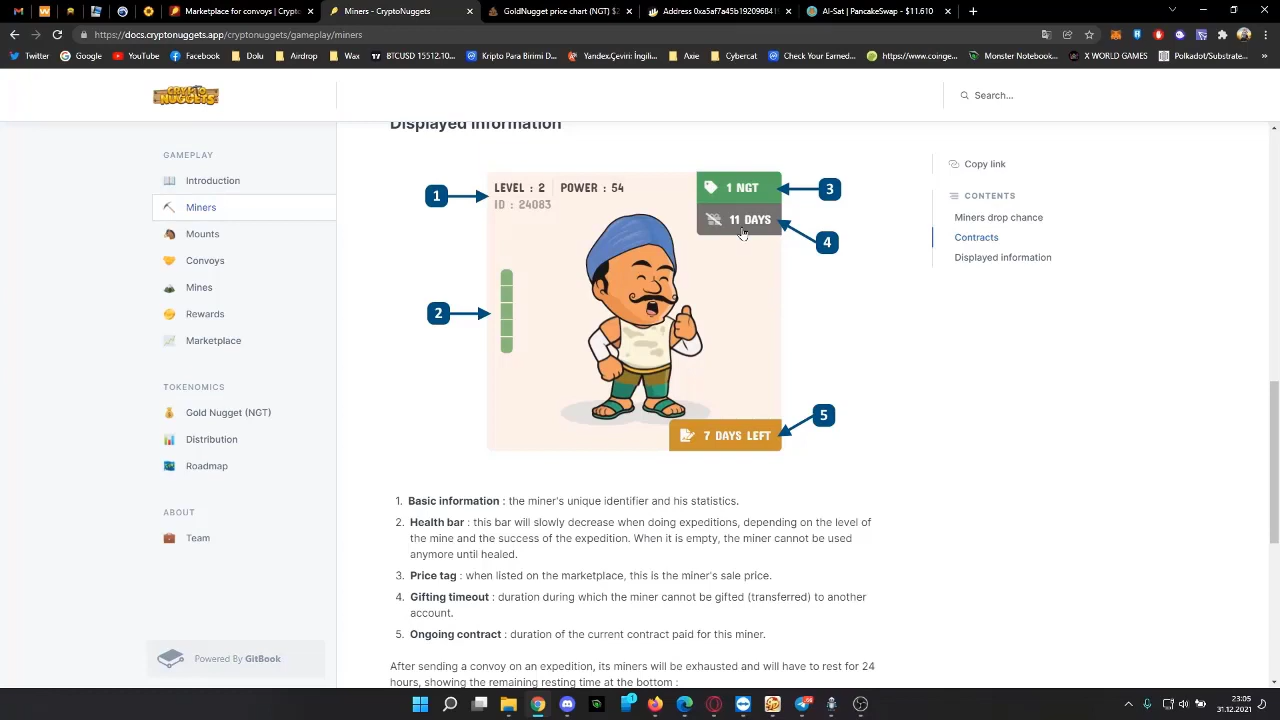 Marketplace for convoys | Crypto
Miners - CryptoNuggets
GoldNugget price chart (NGT) $2
Address 0xa5af7a45b19209684
AI-Sat | PancakeSwap - $11.610
https://docs.cryptonuggets.app/cryptonuggets/gameplay/miners
Twitter
Google
YouTube
Facebook
Dolu
Airdrop
Wax
BTCUSD 15512.10...
Kripto Para Birimi D...
Yandex.Çeviri, İngili...
Axie
Cybercat
Check Your Earned...
https://www.coinge...
Monster Notebook...
X WORLD GAMES
Polkadot/Substrate...
CRYPTO
NUGGETS
Search...
GAMEPLAY
Introduction
Miners
Mounts
Convoys
Mines
Rewards
Marketplace
TOKENOMICS
Gold Nugget (NGT)
Distribution
Roadmap
ABOUT
Team
Powered By GitBook
Displayed information
LEVEL : 2 POWER : 54
ID : 24083
1 NGT
11 DAYS
7 DAYS LEFT
1
2
3
4
5
1. Basic information : the miner's unique identifier and his statistics.
2. Health bar : this bar will slowly decrease when doing expeditions, depending on the level of
the mine and the success of the expedition. When it is empty, the miner cannot be used
anymore until healed.
3. Price tag : when listed on the marketplace, this is the miner's sale price.
4. Gifting timeout : duration during which the miner cannot be gifted (transferred) to another
account.
5. Ongoing contract : duration of the current contract paid for this miner.
After sending a convoy on an expedition, its miners will be exhausted and will have to rest for 24
hours, showing the remaining resting time at the bottom :
Copy link
CONTENTS
Miners drop chance
Contracts
Displayed information
23:05
31.12.2021